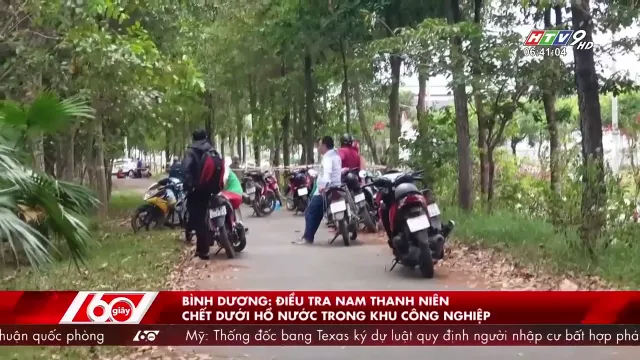 HTV9 HD
06:41:04
60 giây
BÌNH DƯƠNG: ĐIỀU TRA NAM THANH NIÊN
CHẾT DƯỚI HỒ NƯỚC TRONG KHU CÔNG NGHIỆP
huận quốc phòng 60 giây Mỹ: Thống đốc bang Texas ký dự luật quy định người nhập cư bất hợp phá